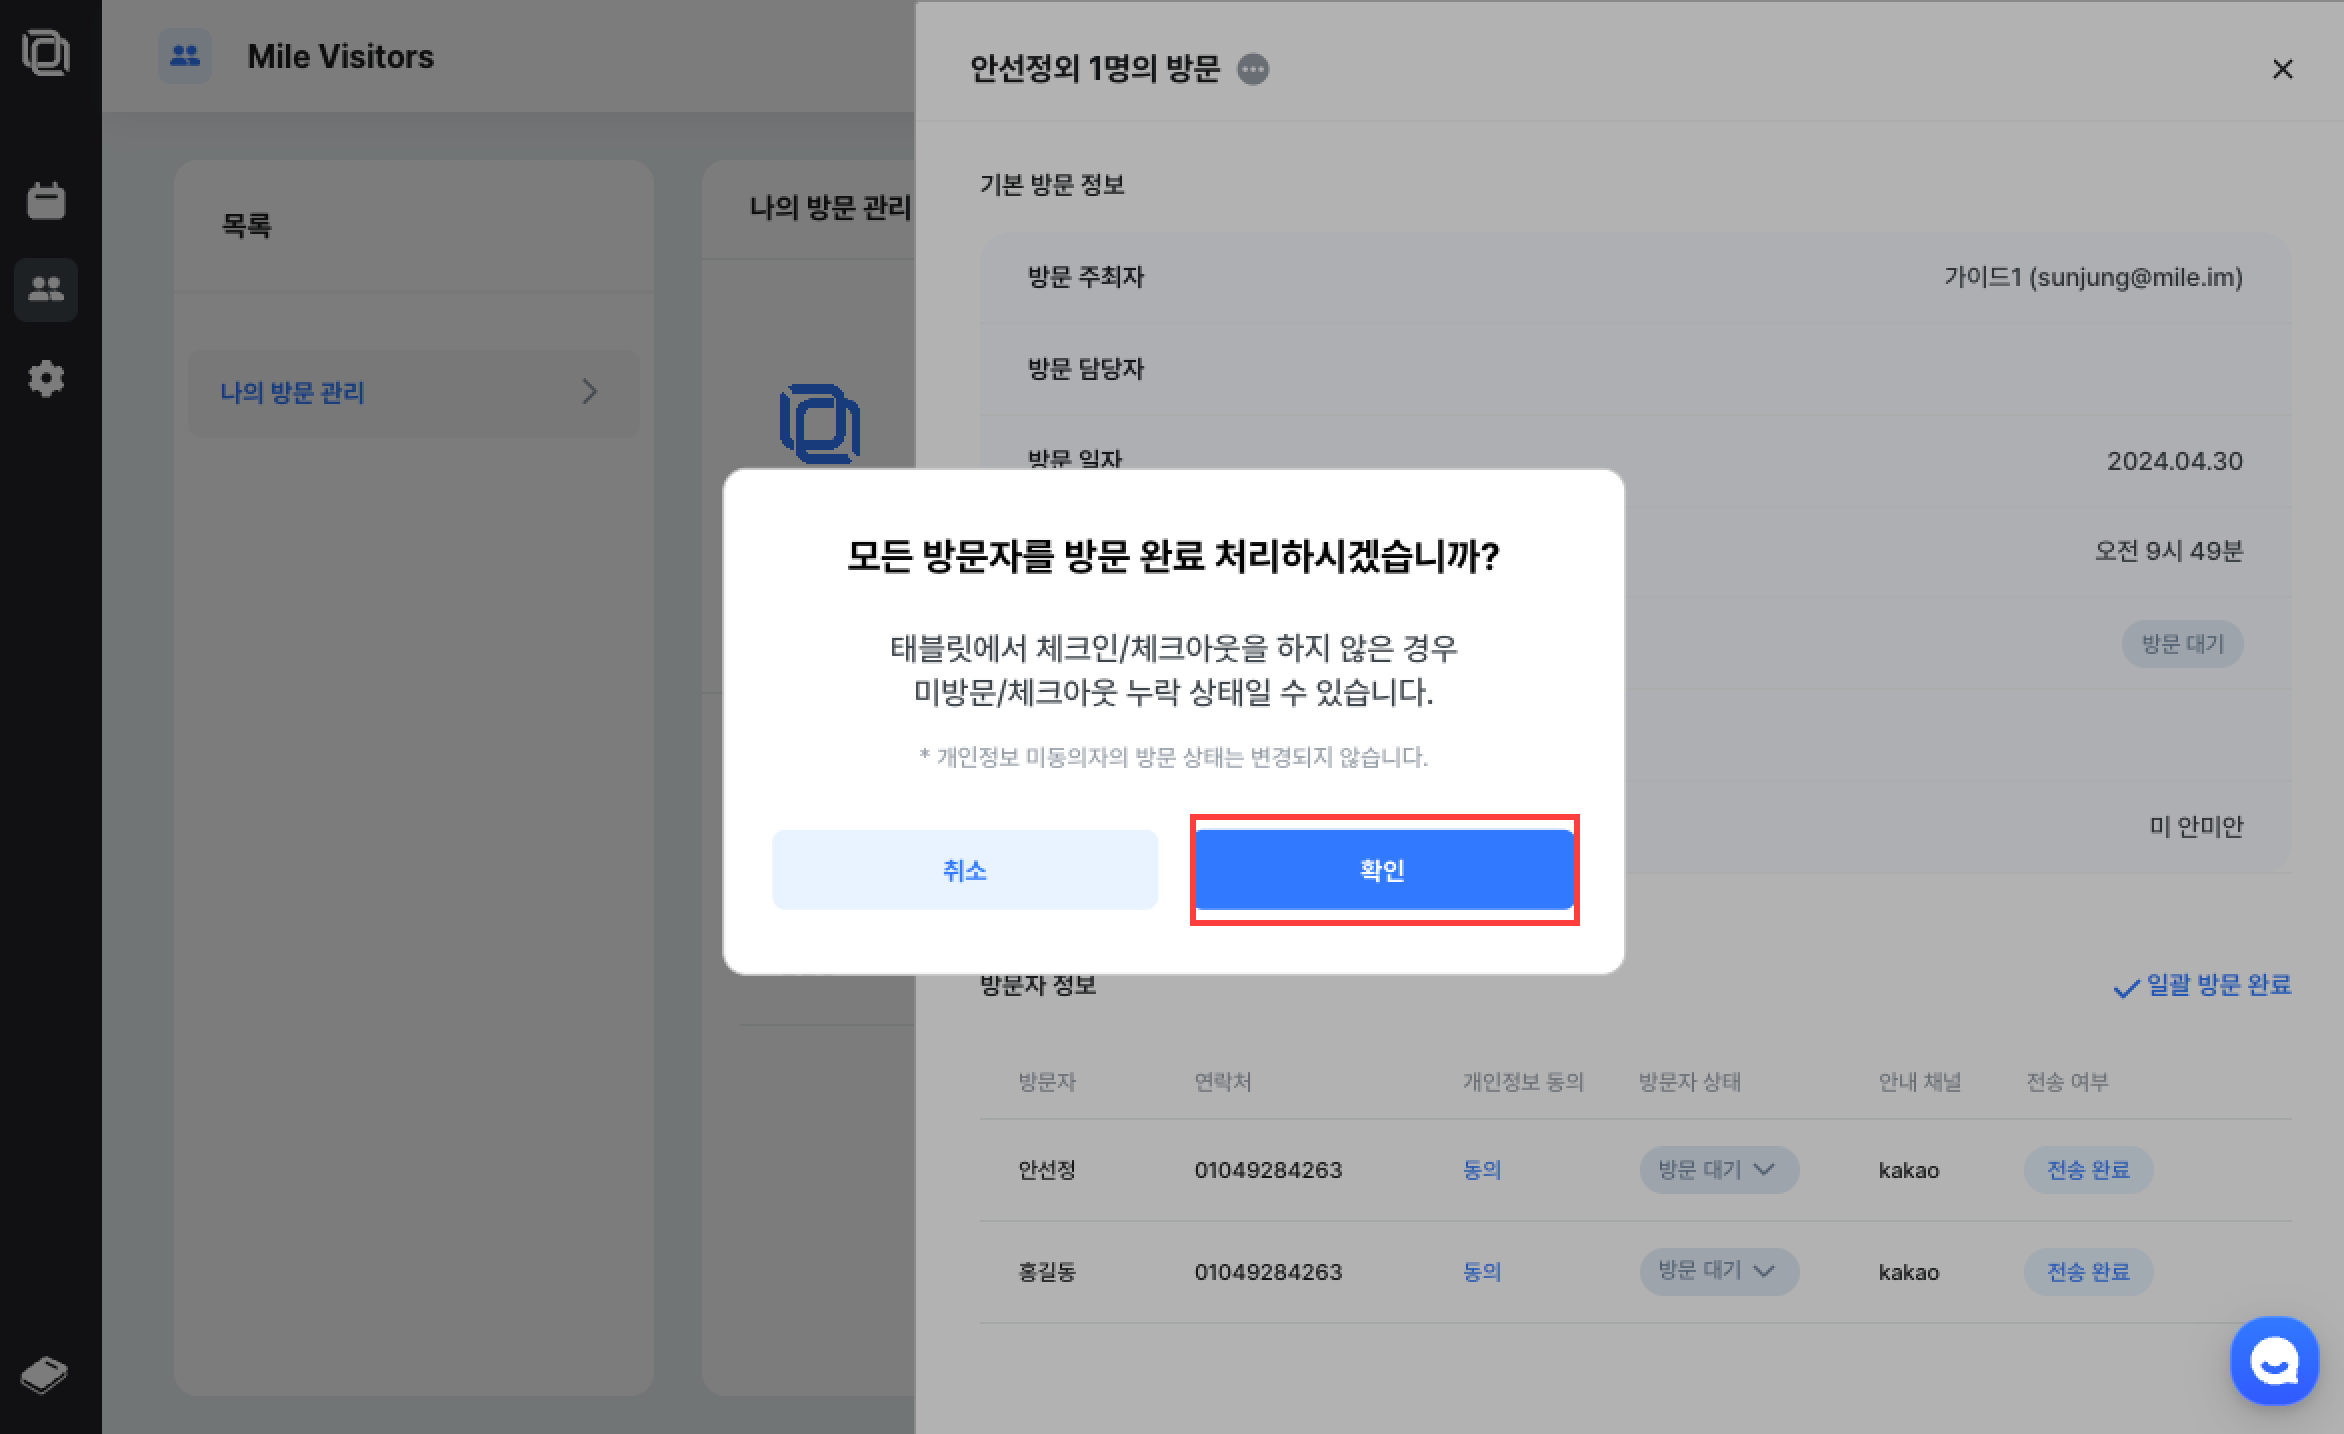 Mile Visitors
목록
나의 방문 관리
나의 방문 관리
안선정외 1명의 방문
기본 방문 정보
방문 주최자 가이드1 (sunjung@mile.im)
방문 담당자
방문 일자 2024.04.30
오전 9시 49분
방문 대기
미 안미안
모든 방문자를 방문 완료 처리하시겠습니까?
태블릿에서 체크인/체크아웃을 하지 않은 경우
미방문/체크아웃 누락 상태일 수 있습니다.
* 개인정보 미동의자의 방문 상태는 변경되지 않습니다.
취소 확인
방문자 정보 일괄 방문 완료
방문자 연락처 개인정보 동의 방문자 상태 안내 채널 전송 여부
안선정 01049284263 동의 방문 대기 kakao 전송 완료
홍길동 01049284263 동의 방문 대기 kakao 전송 완료